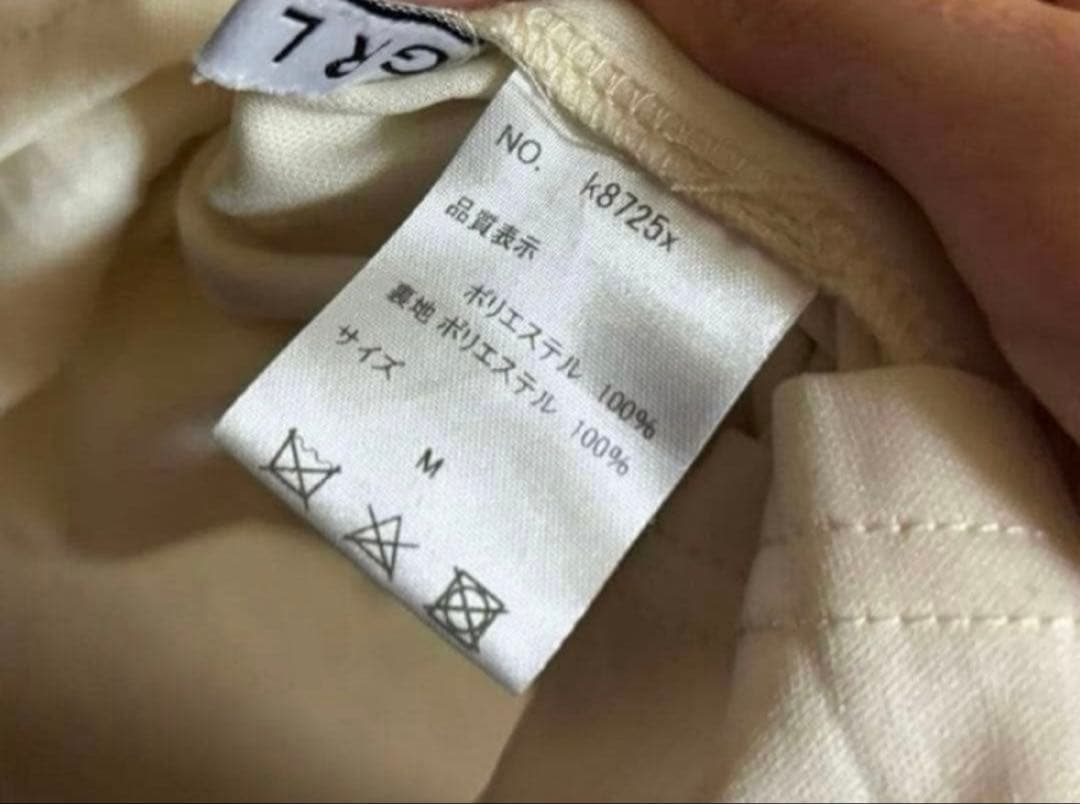 GRL
NO. k8725x
品質表示
ポリエステル 100%
裏地 ポリエステル 100%
サイズ
M